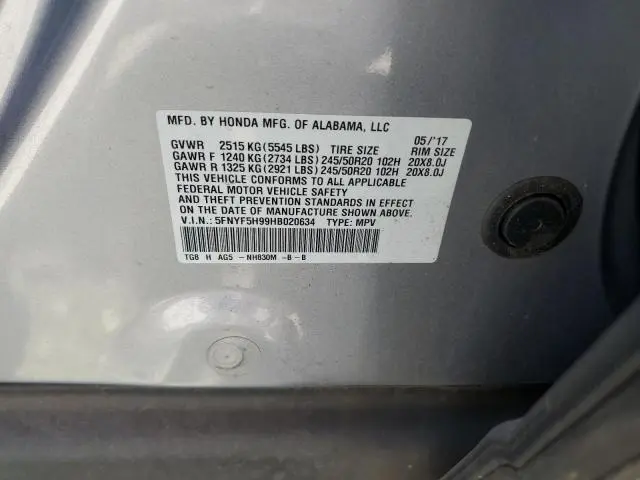 MFD. BY HONDA MFG. OF ALABAMA, LLC 05/'17
GVWR 2515 KG (5545 LBS) TIRE SIZE RIM SIZE
GAWR F 1240 KG (2734 LBS) 245/50R20 102H 20X8.0J
GAWR R 1325 KG (2921 LBS) 245/50R20 102H 20X8.0J
THIS VEHICLE CONFORMS TO ALL APPLICABLE
FEDERAL MOTOR VEHICLE SAFETY
AND THEFT PREVENTION STANDARDS IN EFFECT
ON THE DATE OF MANUFACTURE SHOWN ABOVE.
V.I.N.: 5FNYF5H99HB020634 TYPE: MPV
TG8 H AG5 -NH830M -B -B